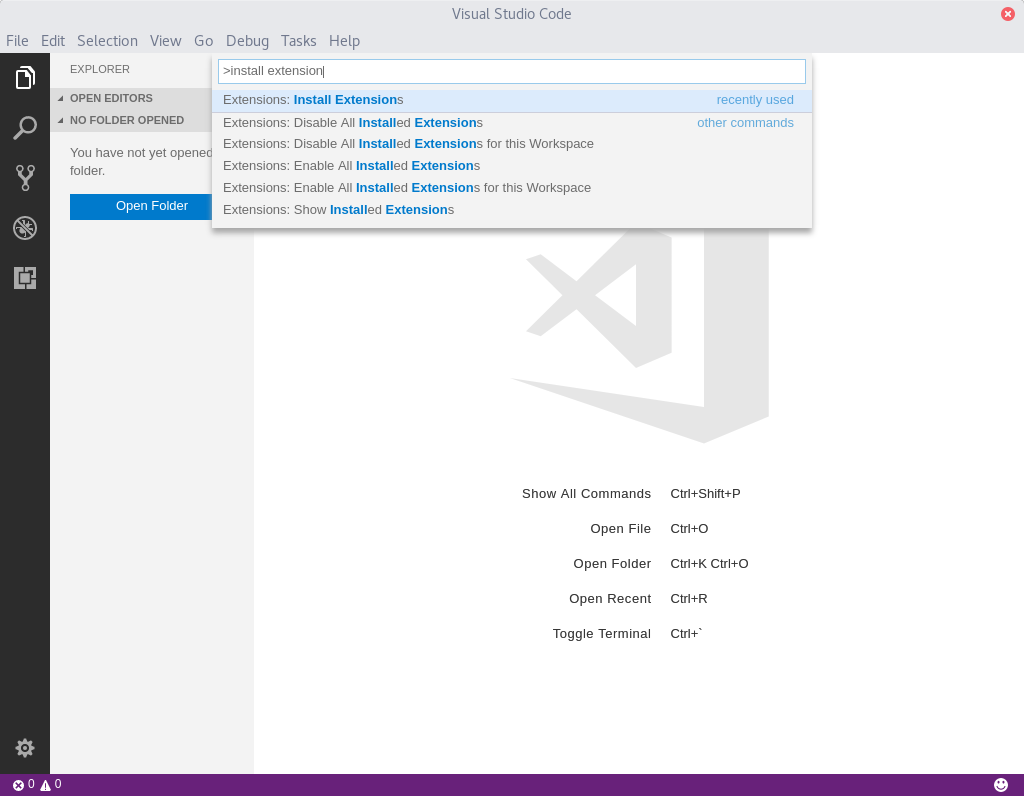 Visual Studio Code
File Edit Selection View Go Debug Tasks Help
EXPLORER
OPEN EDITORS
NO FOLDER OPENED
You have not yet opened
folder.
Open Folder
>install extension
Extensions: Install Extensions recently used
Extensions: Disable All Installed Extensions other commands
Extensions: Disable All Installed Extensions for this Workspace
Extensions: Enable All Installed Extensions
Extensions: Enable All Installed Extensions for this Workspace
Extensions: Show Installed Extensions
Show All Commands Ctrl+Shift+P
Open File Ctrl+O
Open Folder Ctrl+K Ctrl+O
Open Recent Ctrl+R
Toggle Terminal Ctrl+`
0 0